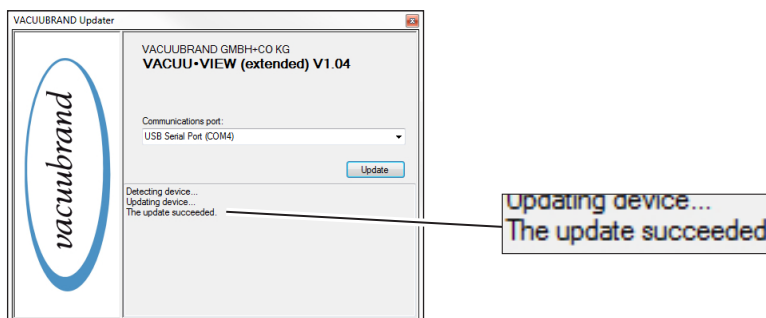 VACUUBRAND Updater
vacuubrand
VACUUBRAND GMBH+CO KG
VACUU•VIEW (extended) V1.04
Communications port:
USB Serial Port (COM4)
Update
Detecting device...
Updating device...
The update succeeded.
Updating device...
The update succeeded